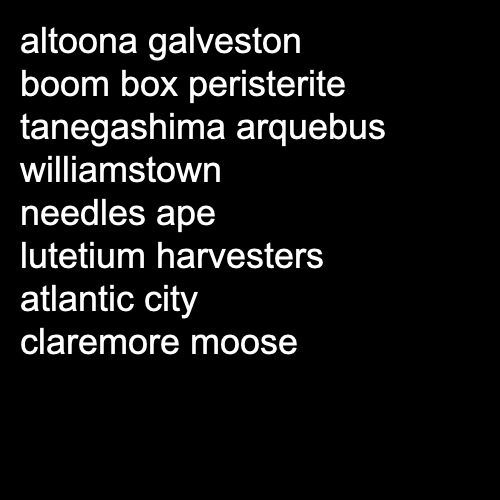 altoona galveston
boom box peristerite
tanegashima arquebus
williamstown
needles ape
lutetium harvesters
atlantic city
claremore moose